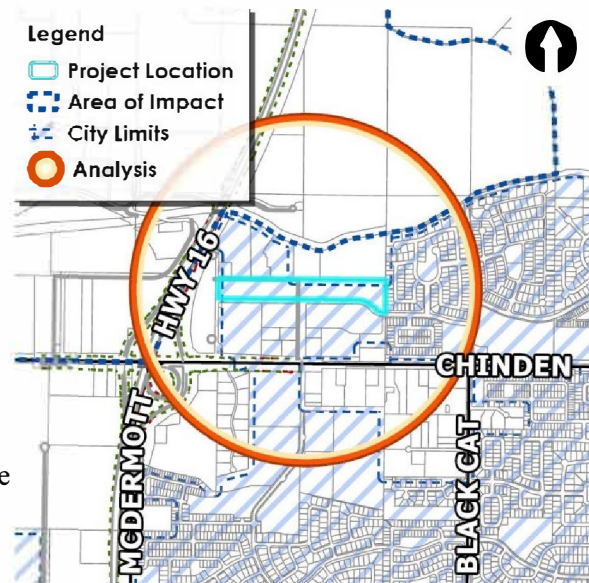 Legend
Project Location
Area of Impact
City Limits
Analysis
HWY 16
CHINDEN
MCDERMOTT
BLACK CAT
e